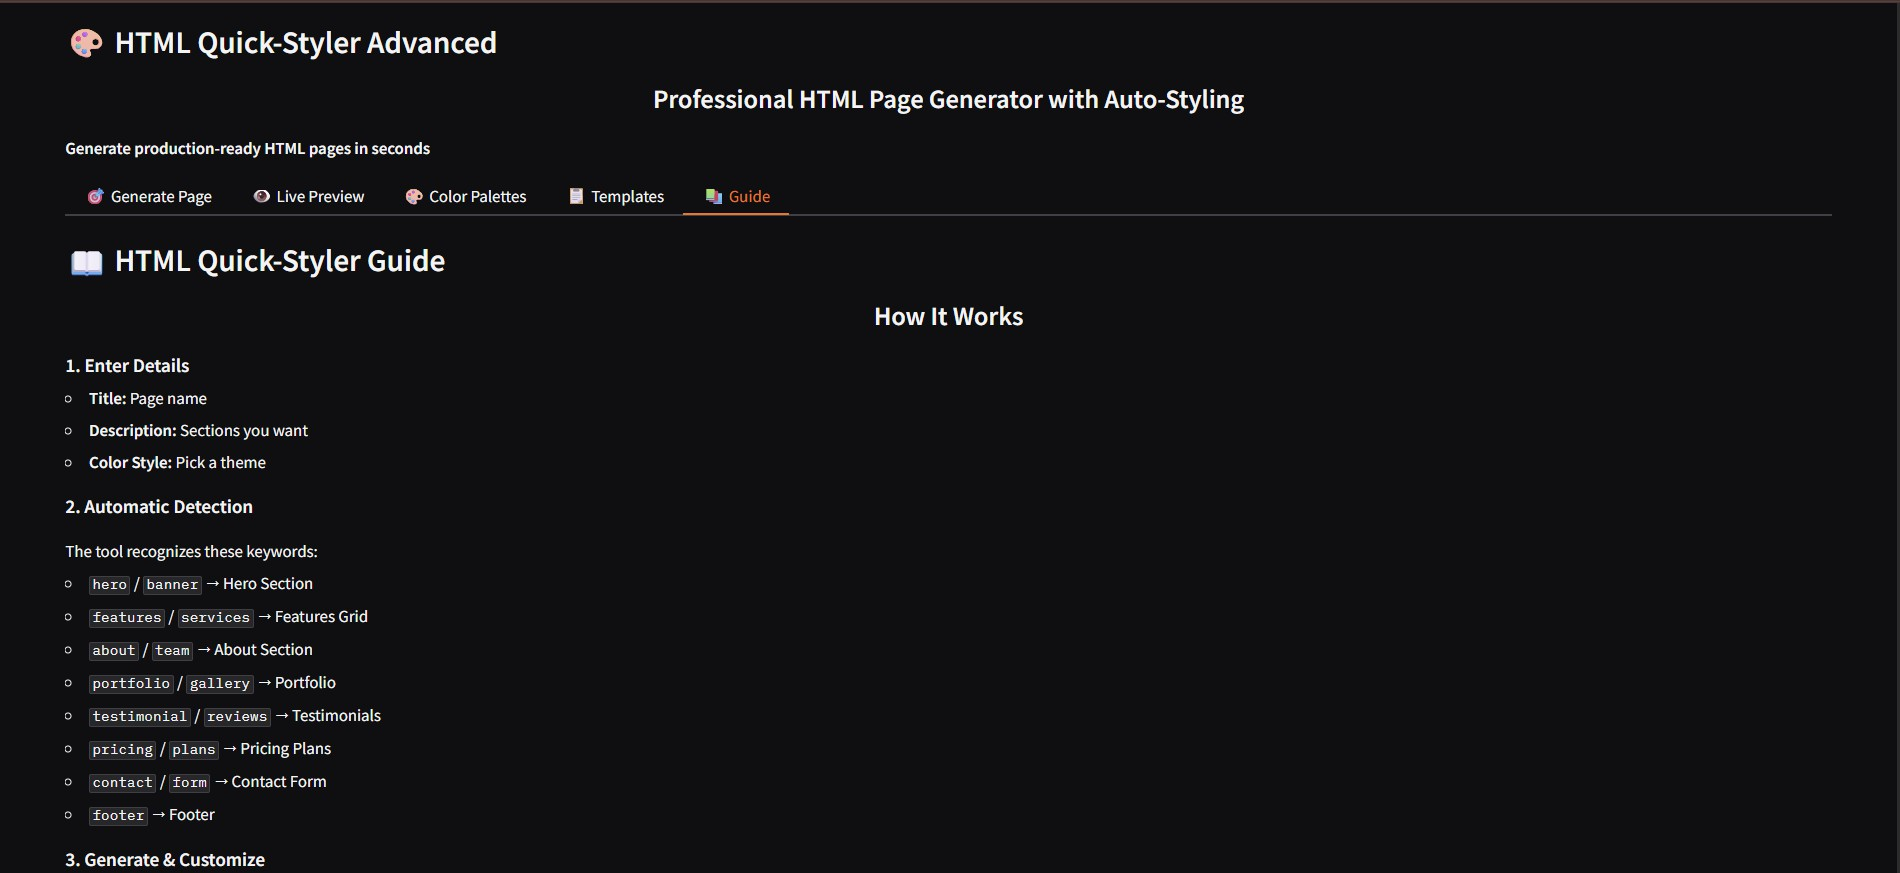 🎨 HTML Quick-Styler Advanced
Professional HTML Page Generator with Auto-Styling
Generate production-ready HTML pages in seconds
🎯 Generate Page 👁️ Live Preview 🎨 Color Palettes 📋 Templates 📚 Guide
📖 HTML Quick-Styler Guide
How It Works
1. Enter Details
Title: Page name
Description: Sections you want
Color Style: Pick a theme
2. Automatic Detection
The tool recognizes these keywords:
hero / banner → Hero Section
features / services → Features Grid
about / team → About Section
portfolio / gallery → Portfolio
testimonial / reviews → Testimonials
pricing / plans → Pricing Plans
contact / form → Contact Form
footer → Footer
3. Generate & Customize